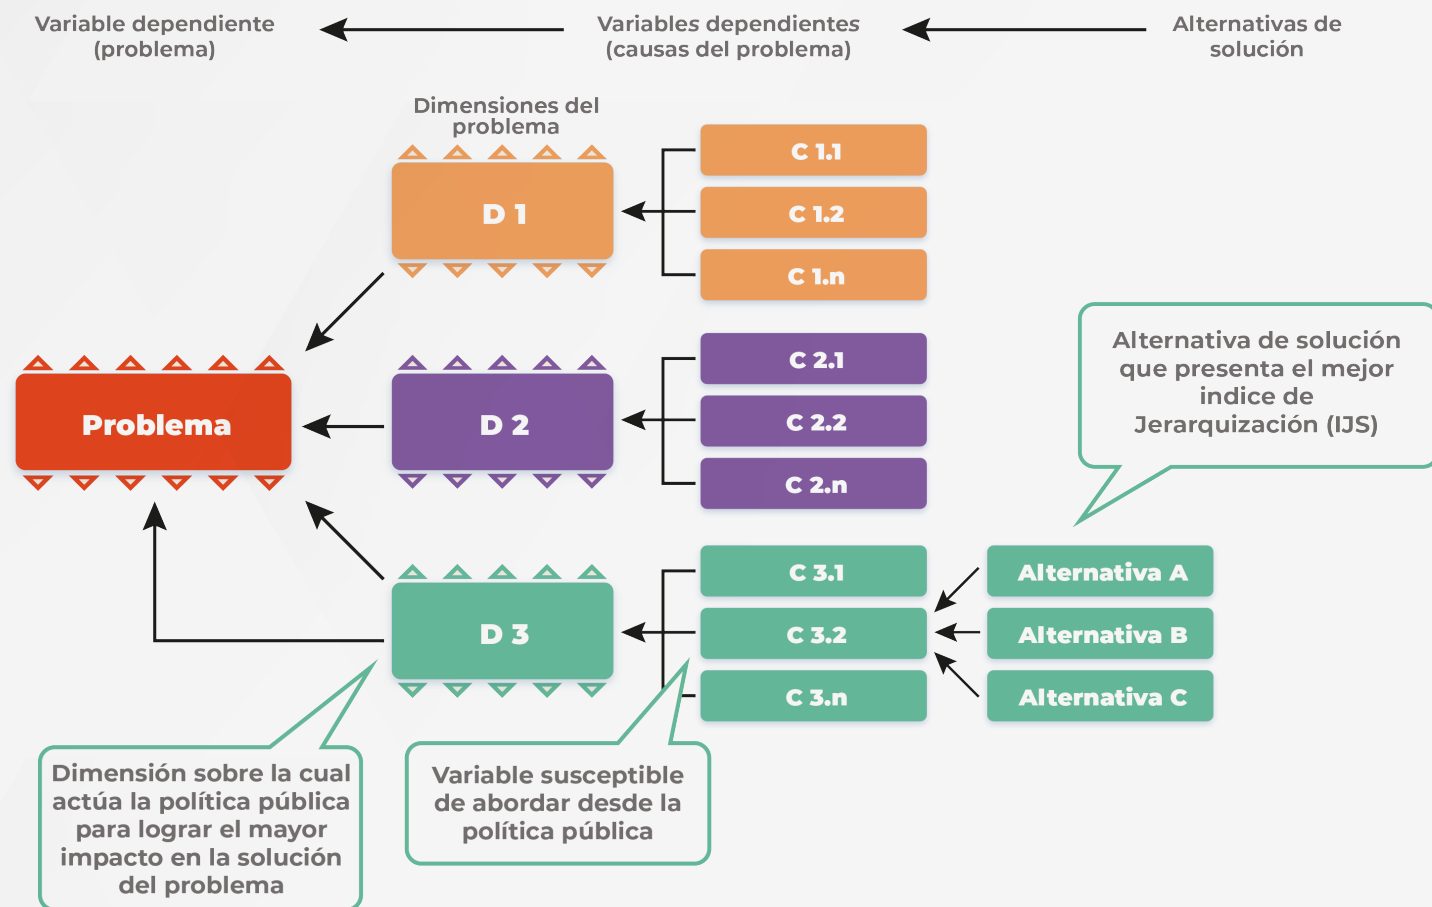 Variable dependiente
(problema)
Variables dependientes
(causas del problema)
Alternativas de
solución
Dimensiones del
problema
D 1
C 1.1
C 1.2
C 1.n
Problema
D 2
C 2.1
C 2.2
C 2.n
Alternativa de solución
que presenta el mejor
indice de
Jerarquización (IJS)
D 3
C 3.1
C 3.2
C 3.n
Alternativa A
Alternativa B
Alternativa C
Dimensión sobre la cual
actúa la política pública
para lograr el mayor
impacto en la solución
del problema
Variable susceptible
de abordar desde la
política pública